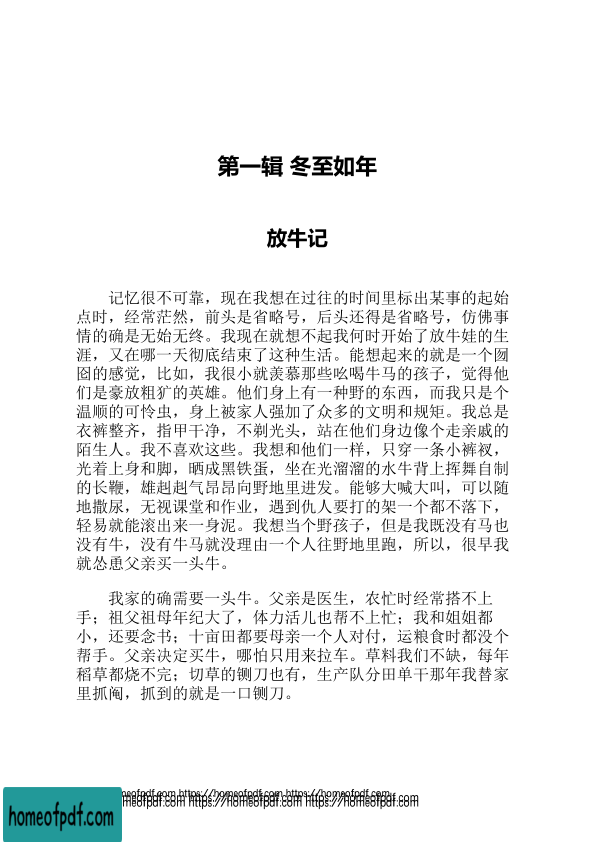 第一辑 冬至如年
放牛记
记忆很不可靠，现在我想在过往的时间里标出某事的起始
点时，经常茫然，前头是省略号，后头还得是省略号，仿佛事
情的确是无始无终。我现在就想不起我何时开始了放牛娃的生
涯，又在哪一天彻底结束了这种生活。能想起来的就是一个囫
囵的感觉，比如，我很小就羡慕那些吆喝牛马的孩子，觉得他
们是豪放粗犷的英雄。他们身上有一种野的东西，而我只是个
温顺的可怜虫，身上被家人强加了众多的文明和规矩。我总是
衣裤整齐，指甲干净，不剃光头，站在他们身边像个走亲戚的
陌生人。我不喜欢这些。我想和他们一样，只穿一条小裤衩，
光着上身和脚，晒成黑铁蛋，坐在光溜溜的水牛背上挥舞自制
的长鞭，雄赳赳气昂昂向野地里进发。能够大喊大叫，可以随
地撒尿，无视课堂和作业，遇到仇人要打的架一个都不落下，
轻易就能滚出来一身泥。我想当个野孩子，但是我既没有马也
没有牛，没有牛马就没理由一个人往野地里跑，所以，很早我
就怂恿父亲买一头牛。
我家的确需要一头牛。父亲是医生，农忙时经常搭不上
手；祖父祖母年纪大了，体力活儿也帮不上忙；我和姐姐都
小，还要念书；十亩田都要母亲一个人对付，运粮食时都没个
帮手。父亲决定买牛，哪怕只用来拉车。草料我们不缺，每年
稻草都烧不完；切草的铡刀也有，生产队分田单干那年我替家
里抓阄，抓到的就是一口铡刀。
homeofpdf.com https://homeofpdf.com https://homeofpdf.com
homeofpdf.com https://homeofpdf.com https://homeofpdf.com
homeofpdf.com